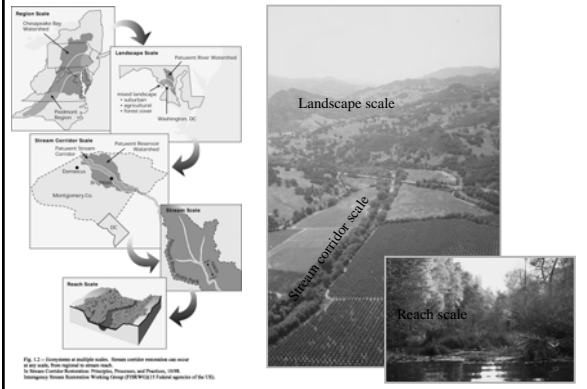 Region Scale
Chesapeake Bay
Watershed
Piedmont
Region
Landscape Scale
Patuxent River Watershed
mixed landscape
• suburban
• agricultural
• forest cover
Washington, DC
Stream Corridor Scale
Patuxent Stream
Corridor
Patuxent Reservoir
Watershed
Damascus
Montgomery Co.
DC
Stream Scale
Reach Scale
Fig. 1.2 -- Ecosystems at multiple scales. Stream corridor restoration can occur
at any scale, from regional to stream reach.
In Stream Corridor Restoration: Principles, Processes, and Practices, 10/98.
Interagency Stream Restoration Working Group (FISRWG)(15 Federal agencies of the US).
Landscape scale
Stream corridor scale
Reach scale